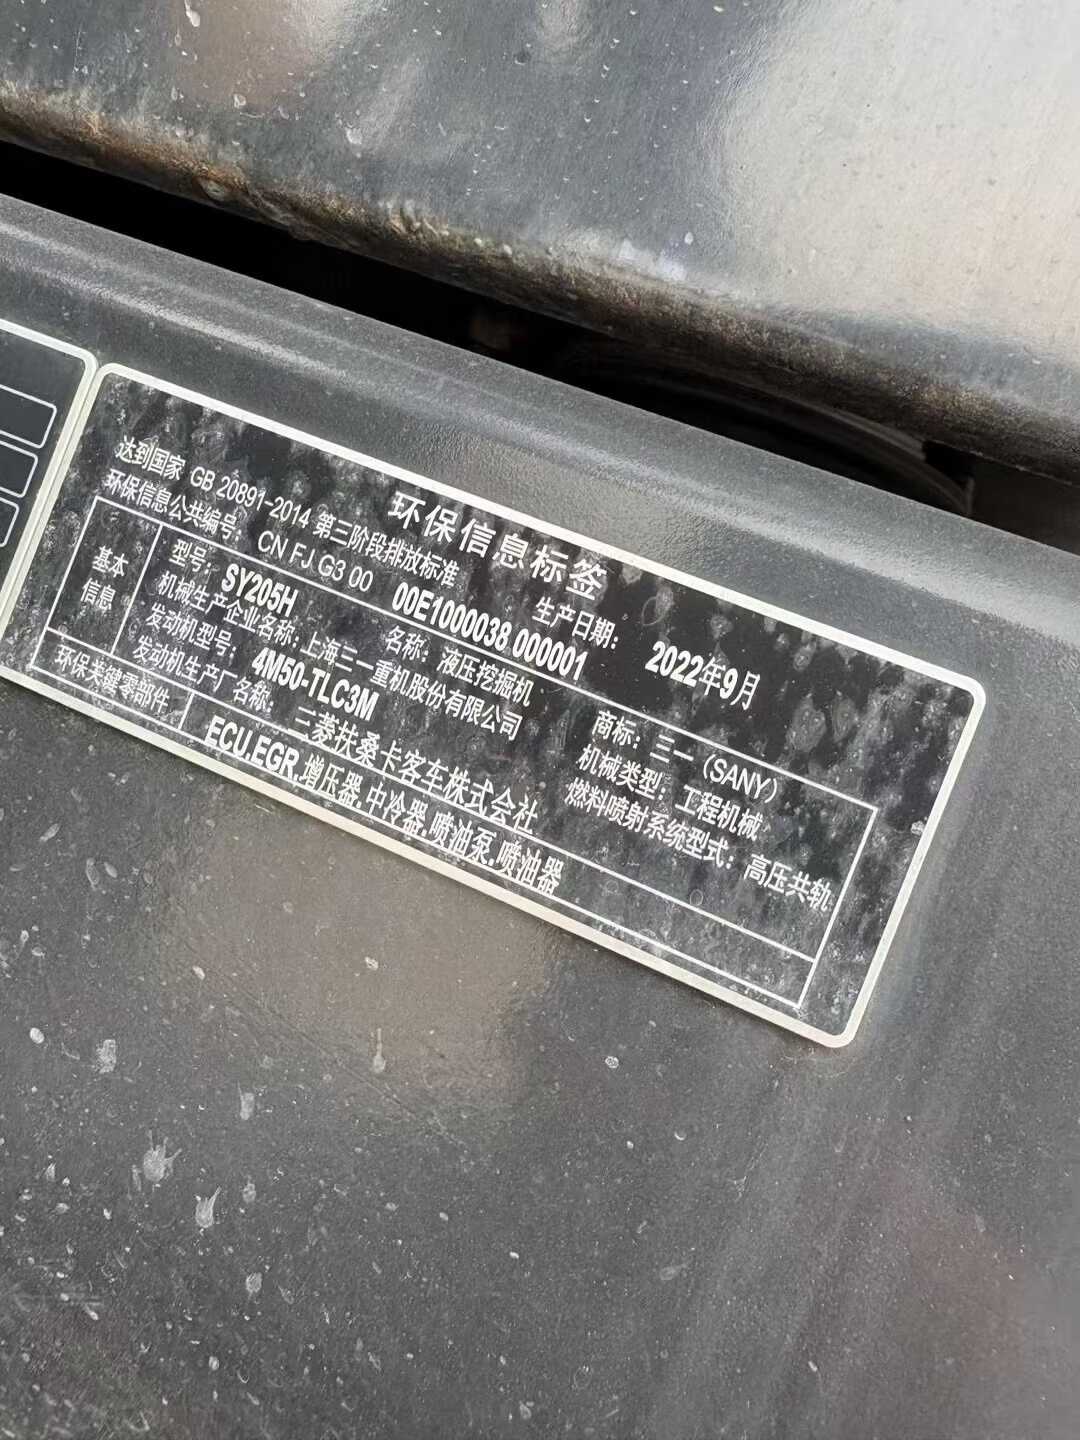 环保信息标签
达到国家 GB 20891-2014 第三阶段排放标准 生产日期: 2022年9月
环保信息公共编号: CN FJ G3 00 00E1000038 000001
基本信息
型号: SY205H 名称: 液压挖掘机 商标: 三一 (SANY)
机械生产企业名称: 上海三一重机股份有限公司 机械类型: 工程机械
发动机型号: 4M50-TLC3M 燃料喷射系统型式: 高压共轨
发动机生产厂名称: 三菱扶桑卡客车株式会社
环保关键零部件 ECU.EGR.增压器.中冷器.喷油泵.喷油器